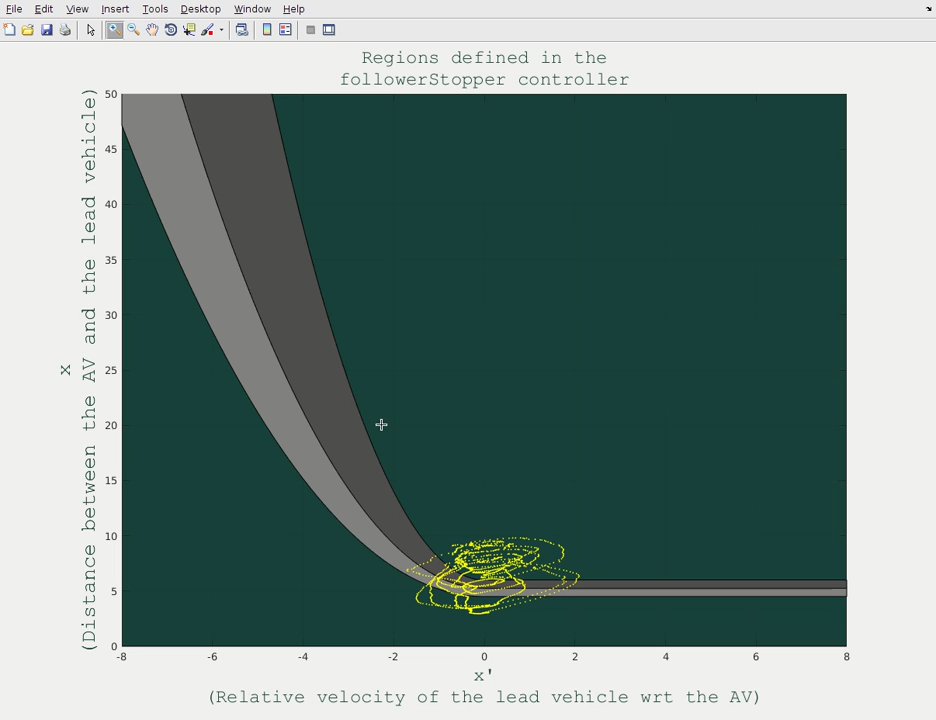 File Edit View Insert Tools Desktop Window Help
Regions defined in the
followerStopper controller
50
45
40
35
30
25
20
15
10
5
0
x
(Distance between the AV and the lead vehicle)
-8 -6 -4 -2 0 2 4 6 8
x'
(Relative velocity of the lead vehicle wrt the AV)